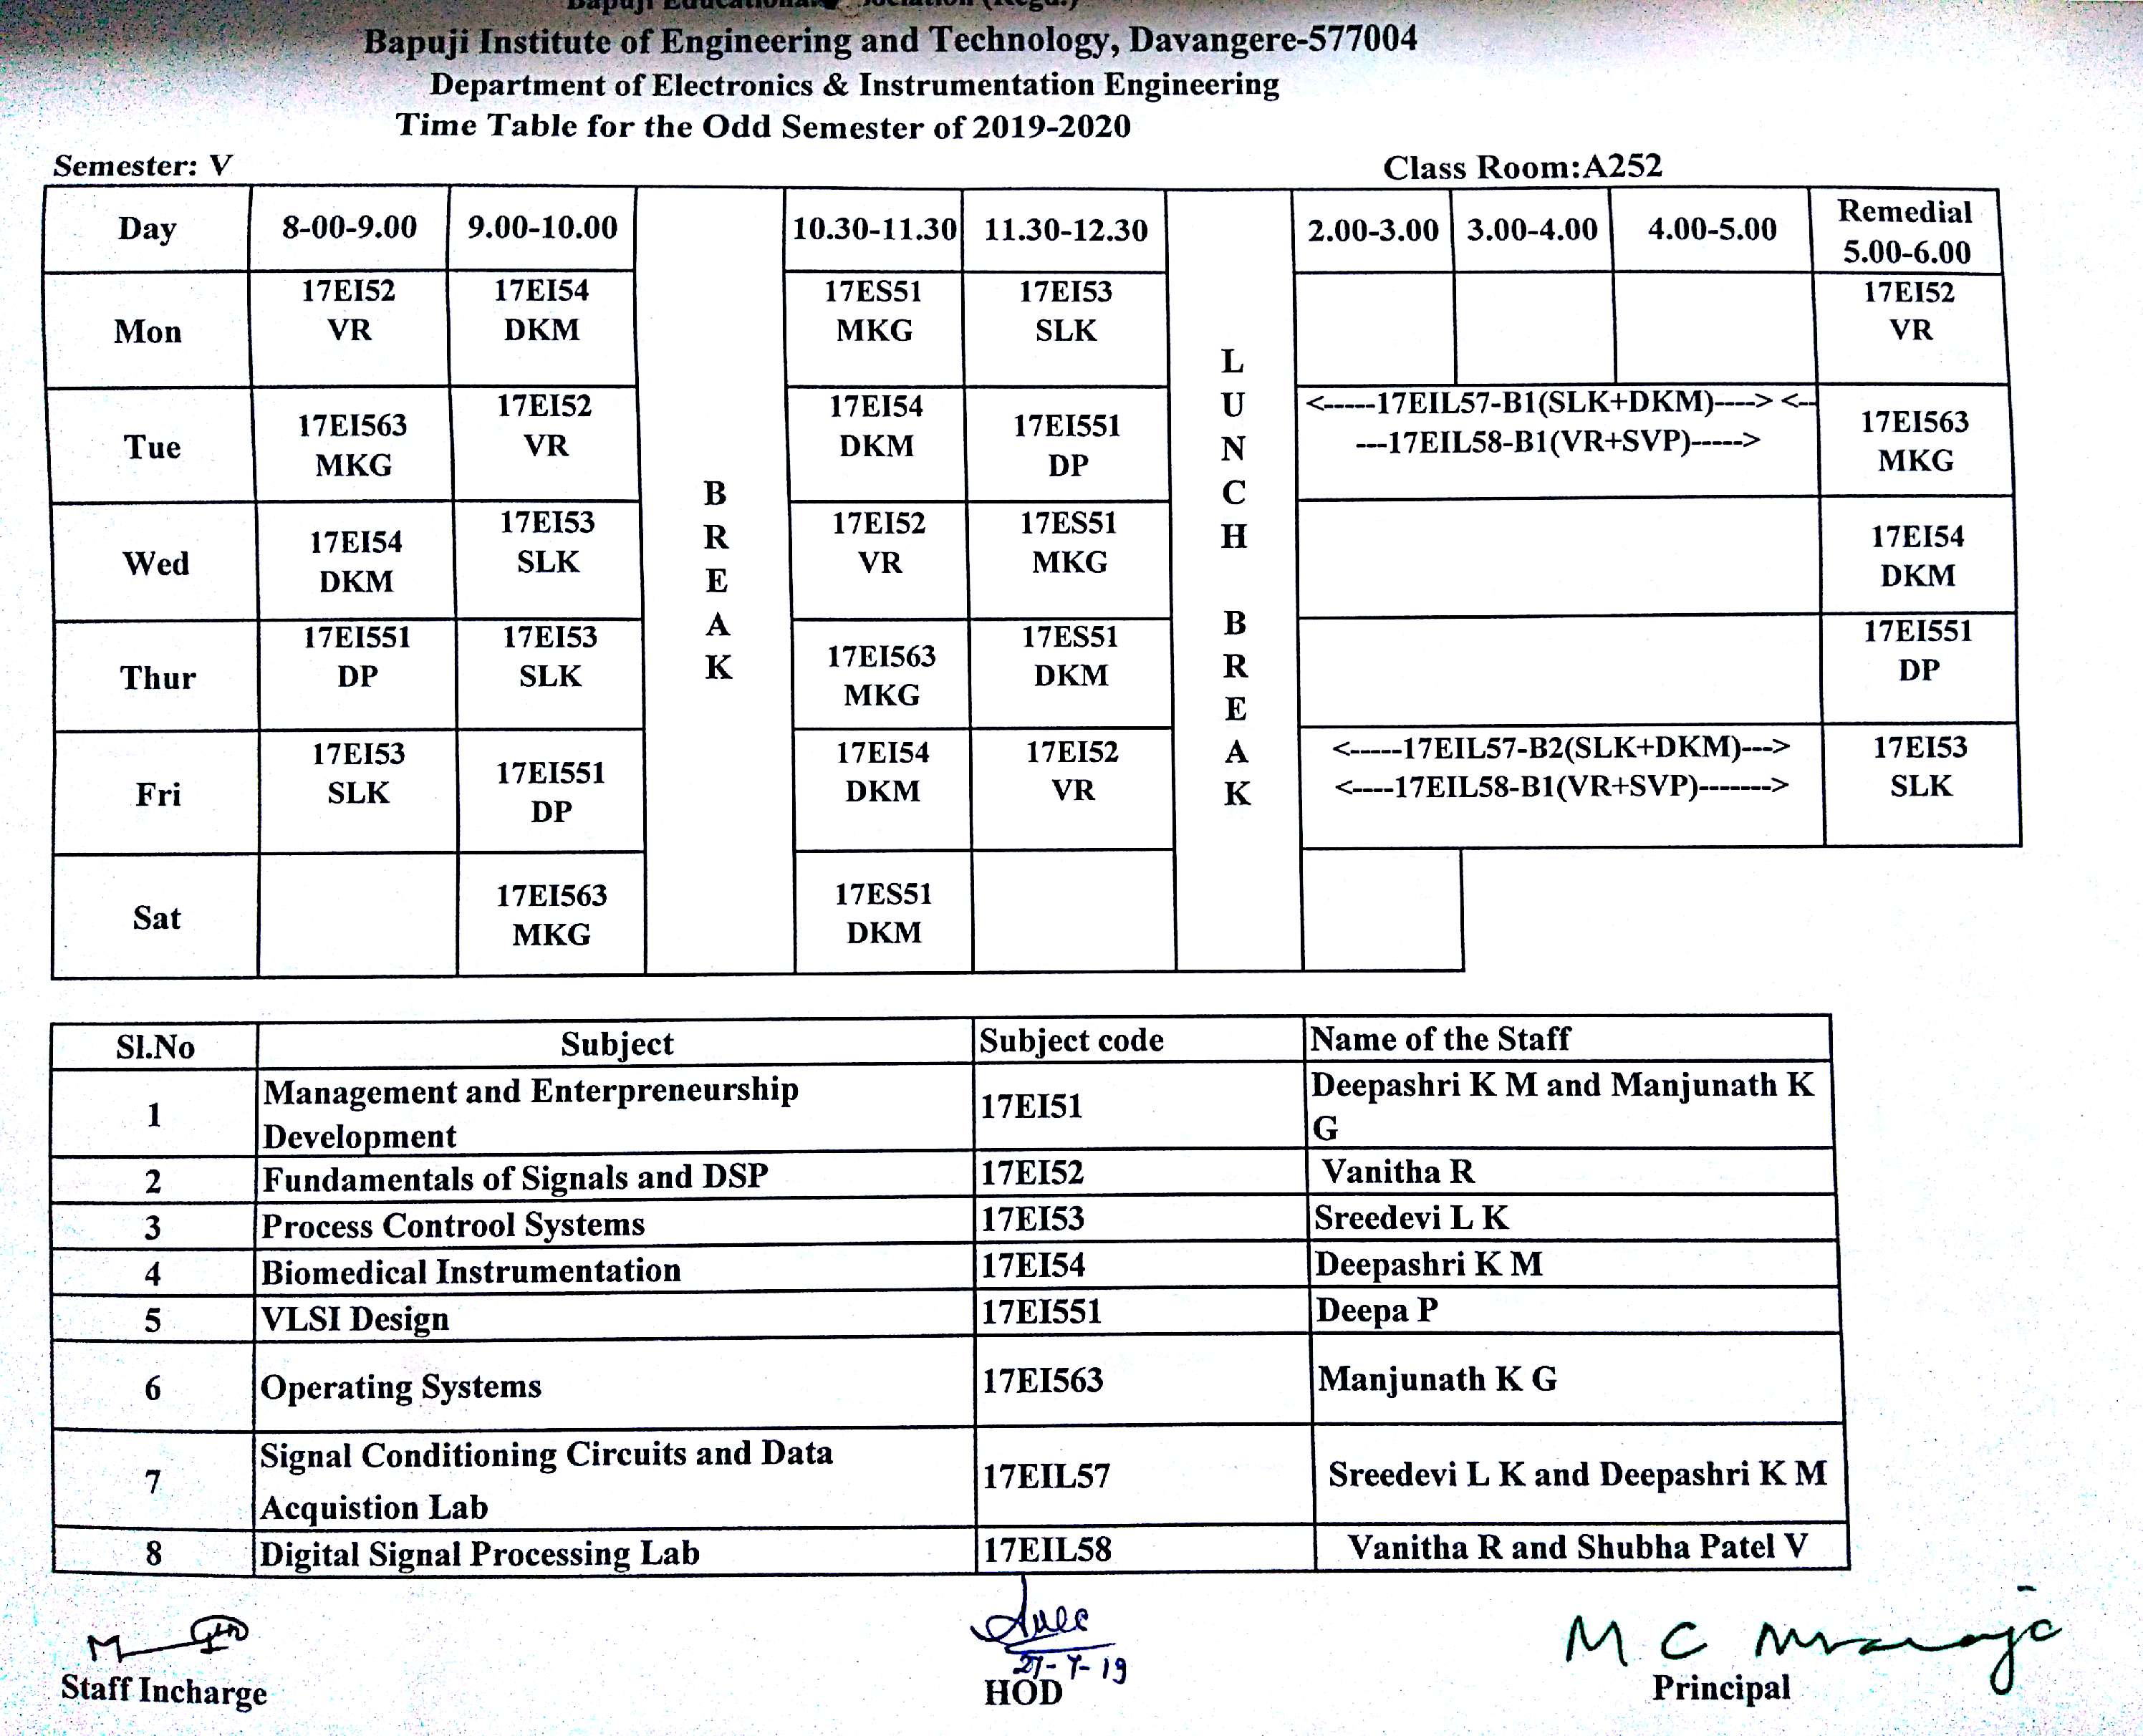 Bapuji Institute of Engineering and Technology, Davangere-577004
Department of Electronics & Instrumentation Engineering
Time Table for the Odd Semester of 2019-2020
Semester: V Class Room:A252
Day 8-00-9.00 9.00-10.00 BREAK 10.30-11.30 11.30-12.30 LUNCH BREAK 2.00-3.00 3.00-4.00 4.00-5.00 Remedial 5.00-6.00
Mon 17EI52 17EI54 17ES51 17EI53 17EI52
VR DKM MKG SLK VR
Tue 17EI563 17EI52 17EI54 17EI551 <-----17EIL57-B1(SLK+DKM)----> <-- 17EI563
MKG VR DKM DP ---17EIL58-B1(VR+SVP)-----> MKG
Wed 17EI54 17EI53 17EI52 17ES51 17EI54
DKM SLK VR MKG DKM
Thur 17EI551 17EI53 17EI563 17ES51 17EI551
DP SLK MKG DKM DP
Fri 17EI53 17EI551 17EI54 17EI52 <-----17EIL57-B2(SLK+DKM)---> 17EI53
SLK DP DKM VR <----17EIL58-B1(VR+SVP)-------> SLK
Sat 17EI563 17ES51
MKG DKM
Sl.No Subject Subject code Name of the Staff
1 Management and Enterpreneurship 17EI51 Deepashri K M and Manjunath K
Development G
2 Fundamentals of Signals and DSP 17EI52 Vanitha R
3 Process Controol Systems 17EI53 Sreedevi L K
4 Biomedical Instrumentation 17EI54 Deepashri K M
5 VLSI Design 17EI551 Deepa P
6 Operating Systems 17EI563 Manjunath K G
7 Signal Conditioning Circuits and Data 17EIL57 Sreedevi L K and Deepashri K M
Acquistion Lab
8 Digital Signal Processing Lab 17EIL58 Vanitha R and Shubha Patel V
M C
Staff Incharge HOD Principal